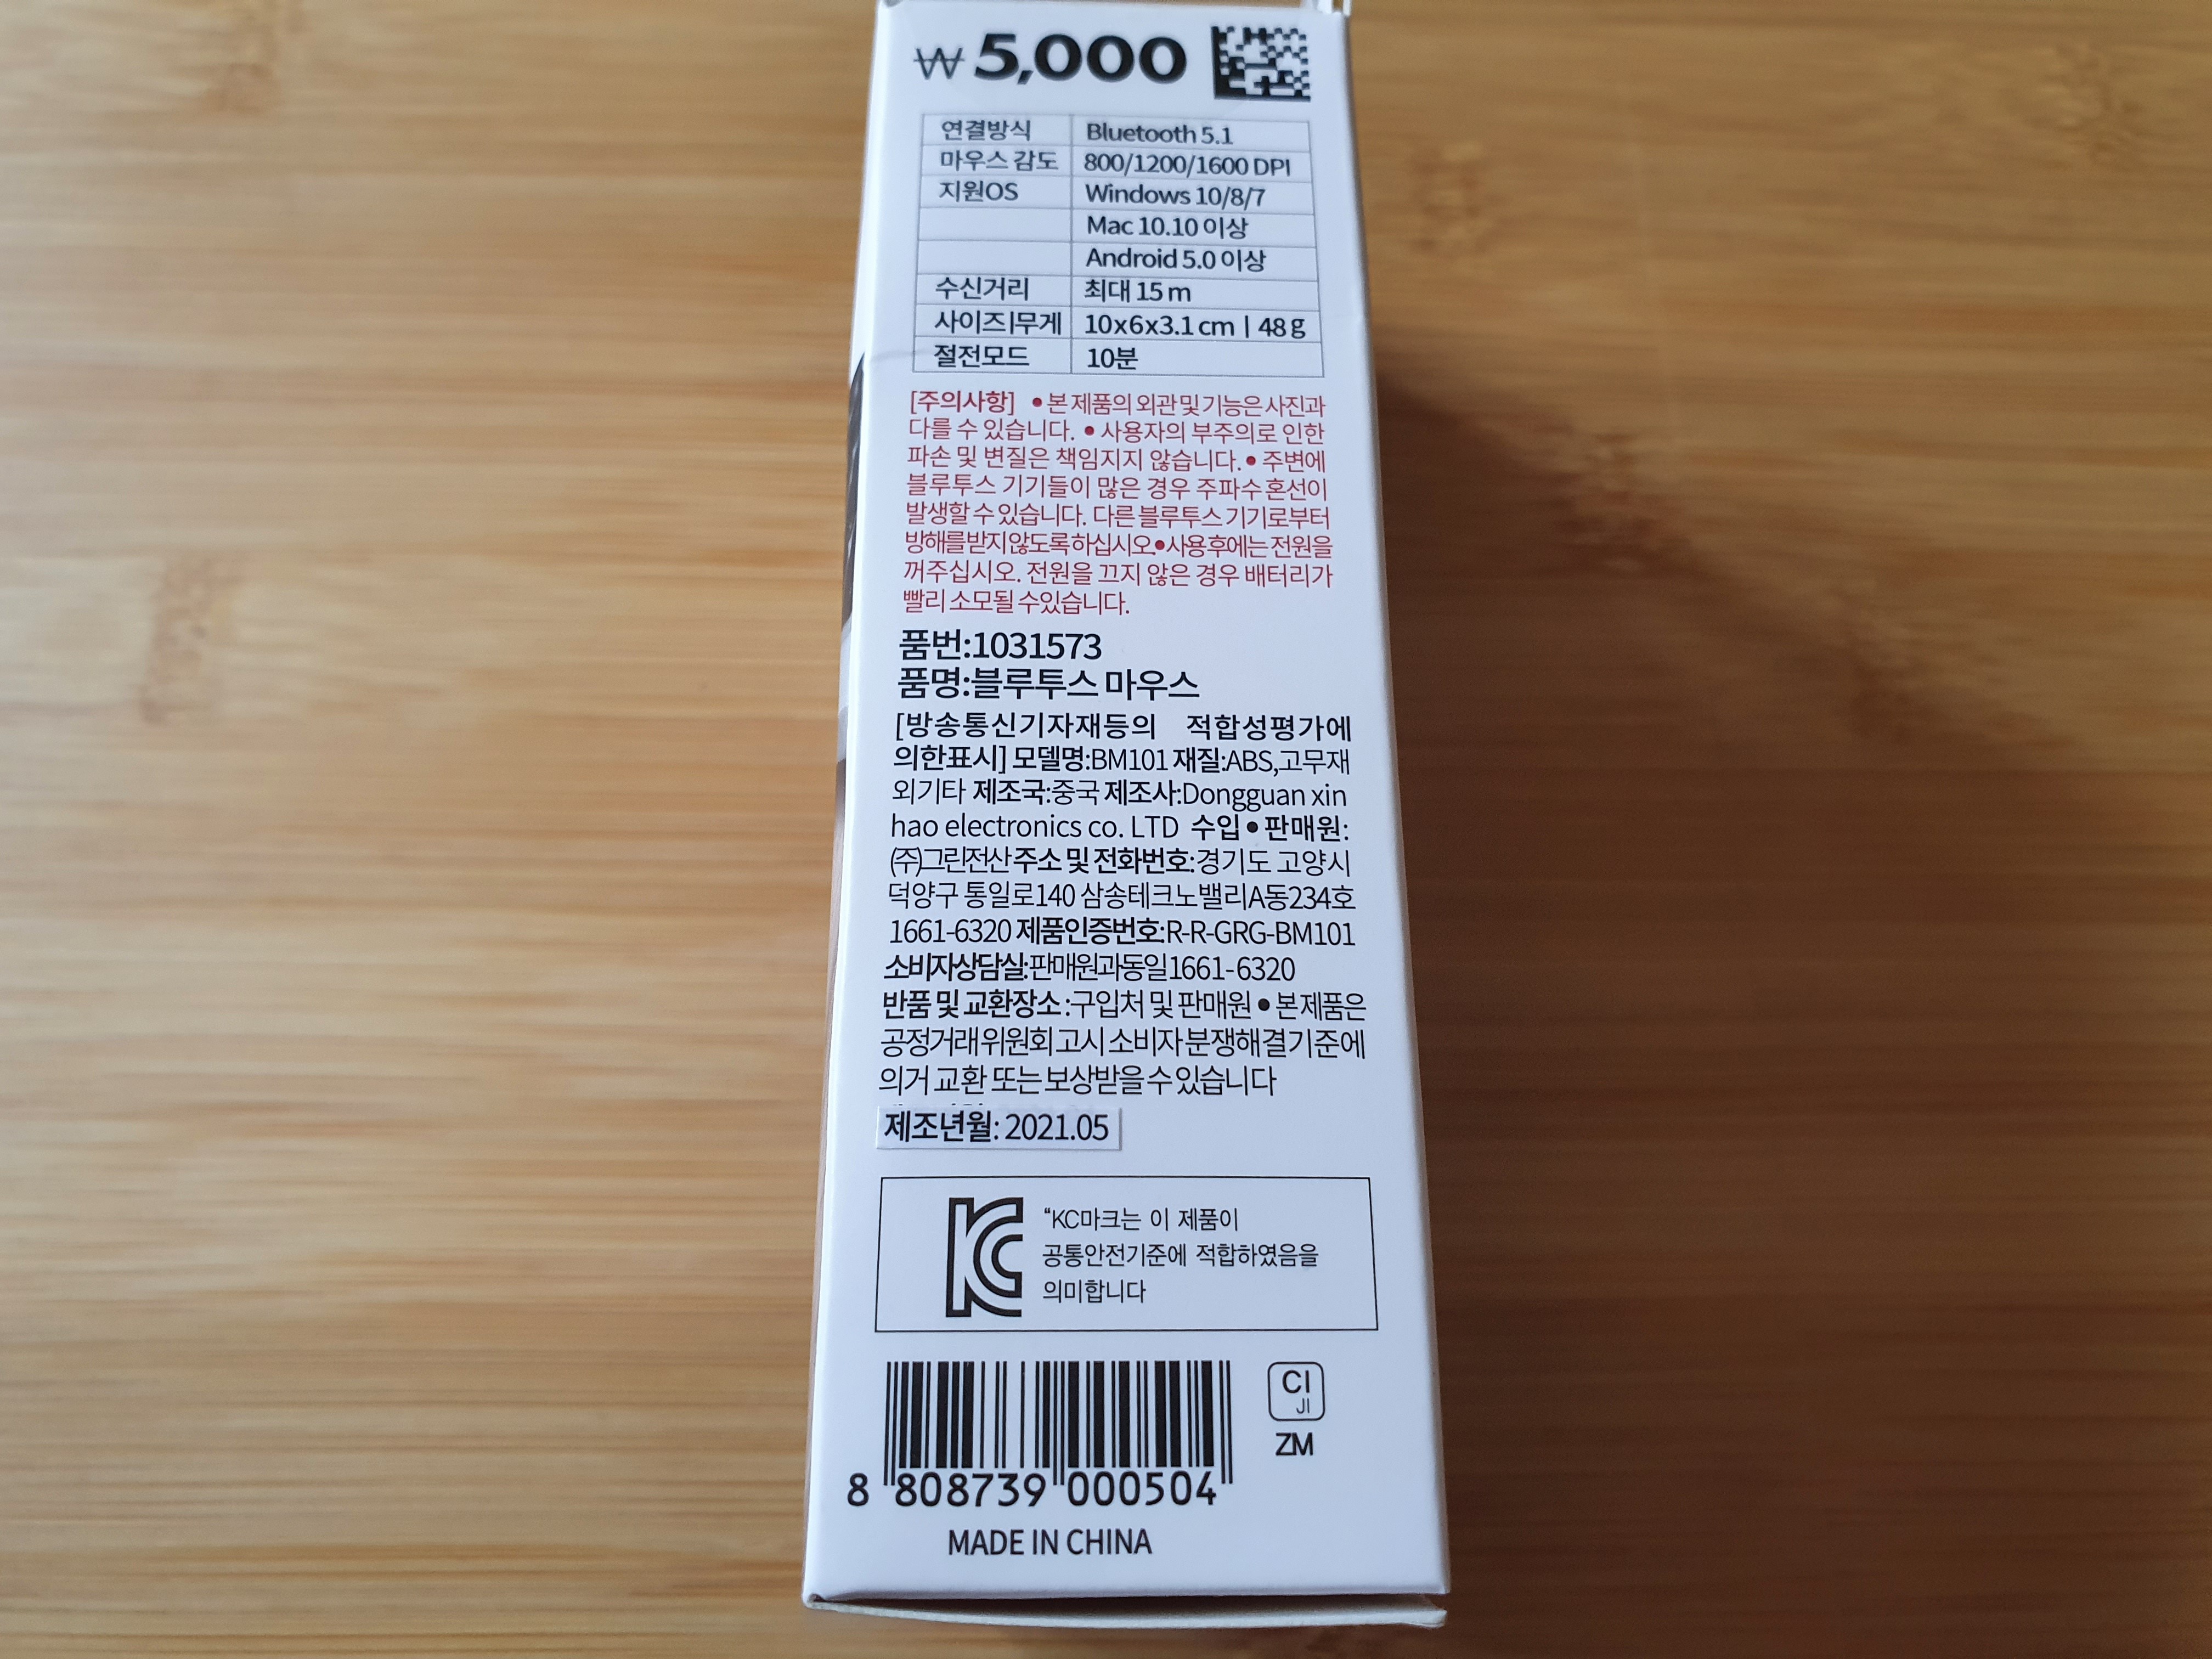 ₩5,000
연결방식 Bluetooth 5.1
마우스 감도 800/1200/1600 DPI
지원OS Windows 10/8/7
Mac 10.10 이상
Android 5.0 이상
수신거리 최대 15 m
사이즈|무게 10x6x3.1 cm | 48 g
절전모드 10분
[주의사항] •본 제품의 외관 및 기능은 사진과
다를 수 있습니다. • 사용자의 부주의로 인한
파손 및 변질은 책임지지 않습니다.• 주변에
블루투스 기기들이 많은 경우 주파수 혼선이
발생할 수 있습니다. 다른 블루투스 기기로부터
방해를 받지 않도록 하십시오.•사용 후에는 전원을
꺼주십시오. 전원을 끄지 않은 경우 배터리가
빨리 소모될 수있습니다.
품번:1031573
품명:블루투스 마우스
[방송통신기자재등의 적합성평가에
의한표시] 모델명:BM101 재질:ABS,고무재
외기타 제조국:중국 제조사:Dongguan xin
hao electronics co. LTD 수입•판매원:
(주)그린전산 주소 및 전화번호:경기도 고양시
덕양구 통일로140 삼송테크노밸리A동234호
1661-6320 제품인증번호:R-R-GRG-BM101
소비자상담실:판매원과동일1661-6320
반품 및 교환장소 :구입처 및 판매원 • 본 제품은
공정거래위원회 고시 소비자 분쟁해결기준에
의거 교환 또는 보상받을 수 있습니다
제조년월: 2021.05
“KC마크는 이 제품이
공통안전기준에 적합하였음을
의미합니다
CI
JI
ZM
8 808739 000504
MADE IN CHINA